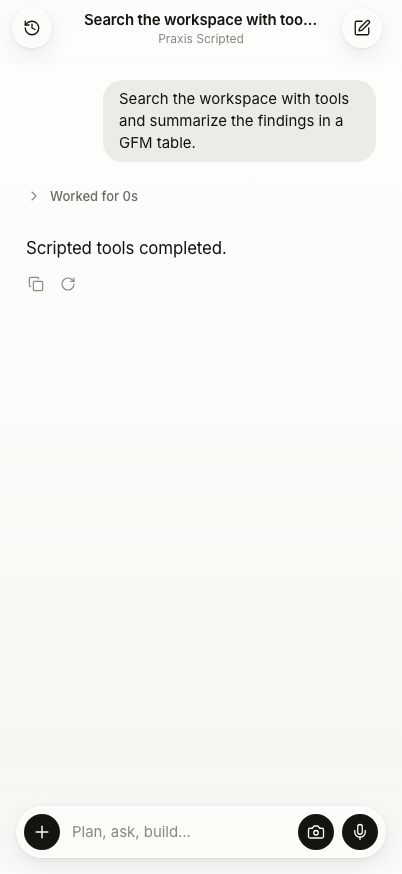 Search the workspace with too...
Praxis Scripted
Search the workspace with tools
and summarize the findings in a
GFM table.
Worked for 0s
Scripted tools completed.
Plan, ask, build...